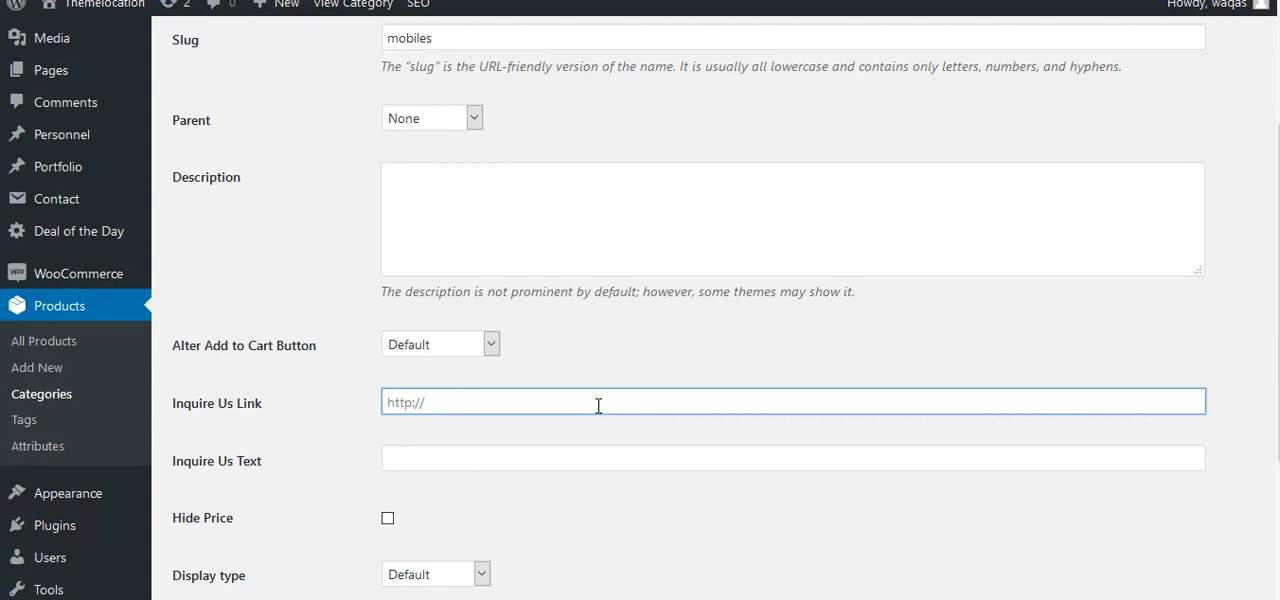 Themelocation 2 0 New View Category SEO Howdy, waqas
Media
Pages
Comments
Personnel
Portfolio
Contact
Deal of the Day
WooCommerce
Products
All Products
Add New
Categories
Tags
Attributes
Appearance
Plugins
Users
Tools
Slug
mobiles
The “slug” is the URL-friendly version of the name. It is usually all lowercase and contains only letters, numbers, and hyphens.
Parent
None
Description
The description is not prominent by default; however, some themes may show it.
Alter Add to Cart Button
Default
Inquire Us Link
http://
Inquire Us Text
Hide Price
Display type
Default